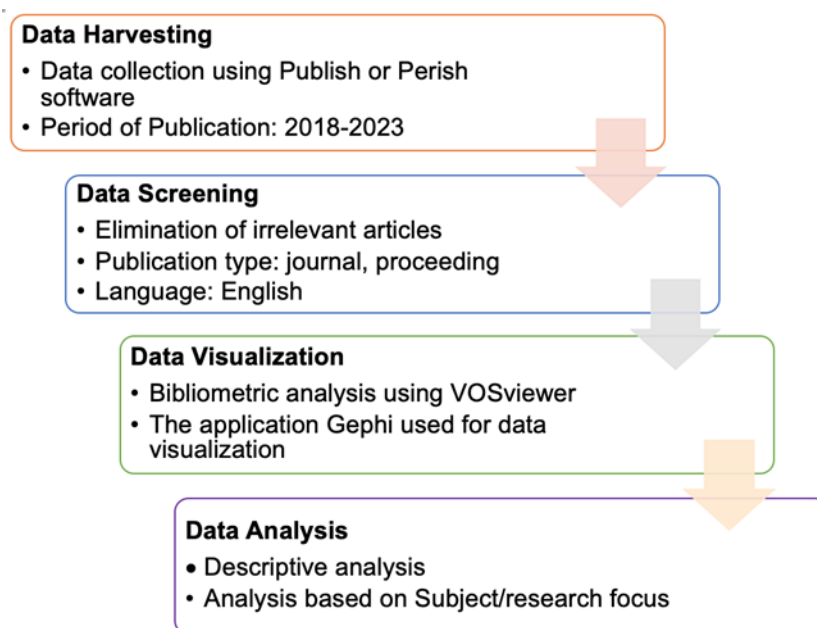 Data Harvesting
• Data collection using Publish or Perish
software
• Period of Publication: 2018-2023
Data Screening
• Elimination of irrelevant articles
• Publication type: journal, proceeding
• Language: English
Data Visualization
• Bibliometric analysis using VOSviewer
• The application Gephi used for data
visualization
Data Analysis
• Descriptive analysis
• Analysis based on Subject/research focus